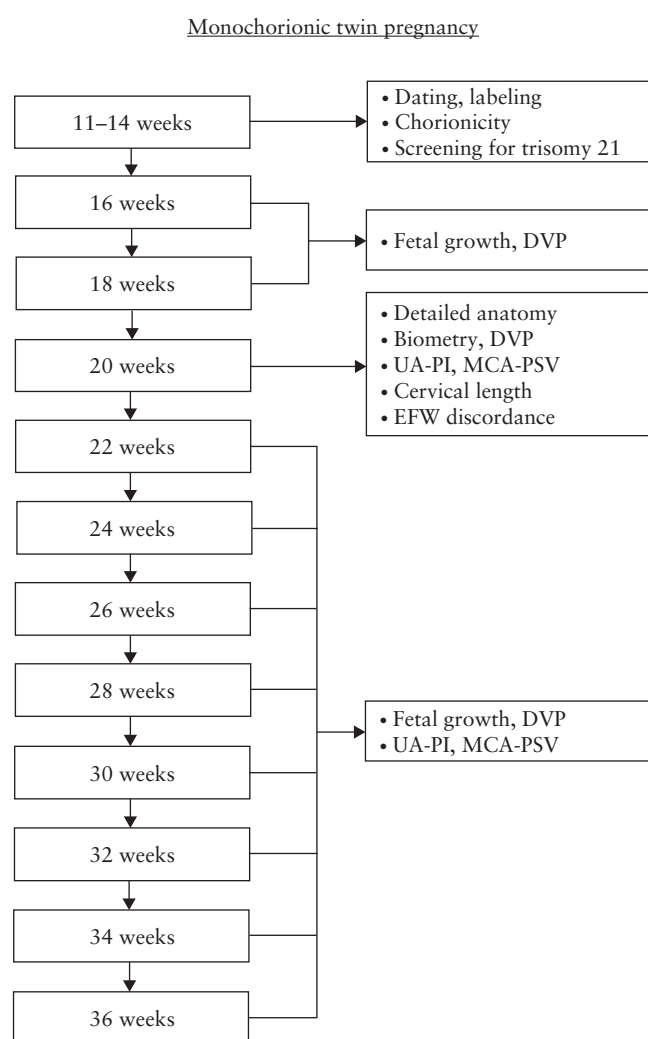 Monochorionic twin pregnancy
11–14 weeks
• Dating, labeling
• Chorionicity
• Screening for trisomy 21
16 weeks
• Fetal growth, DVP
18 weeks
20 weeks
• Detailed anatomy
• Biometry, DVP
• UA-PI, MCA-PSV
• Cervical length
• EFW discordance
22 weeks
24 weeks
26 weeks
28 weeks
• Fetal growth, DVP
• UA-PI, MCA-PSV
30 weeks
32 weeks
34 weeks
36 weeks